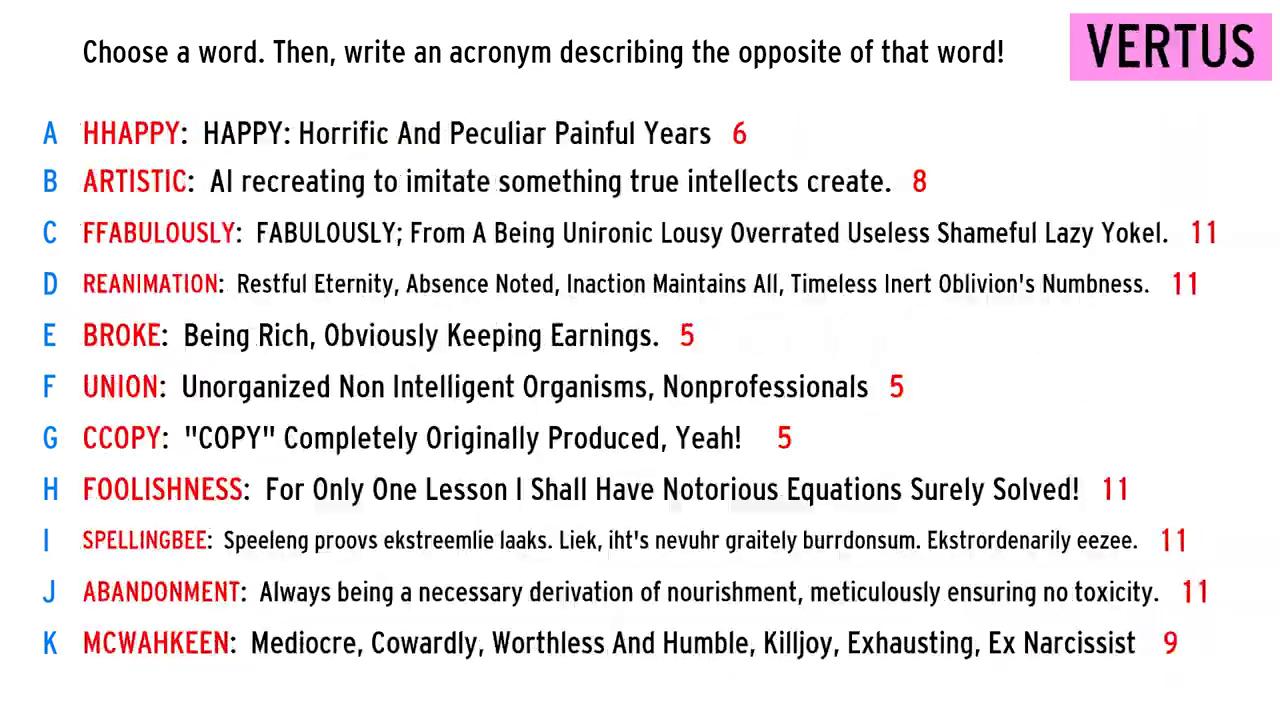 Choose a word. Then, write an acronym describing the opposite of that word!
VERTUS
A HHAPPY: HAPPY: Horrific And Peculiar Painful Years 6
B ARTISTIC: AI recreating to imitate something true intellects create. 8
C FFABULOUSLY: FABULOUSLY; From A Being Unironic Lousy Overrated Useless Shameful Lazy Yokel. 11
D REANIMATION: Restful Eternity, Absence Noted, Inaction Maintains All, Timeless Inert Oblivion's Numbness. 11
E BROKE: Being Rich, Obviously Keeping Earnings. 5
F UNION: Unorganized Non Intelligent Organisms, Nonprofessionals 5
G CCOPY: "COPY" Completely Originally Produced, Yeah! 5
H FOOLISHNESS: For Only One Lesson I Shall Have Notorious Equations Surely Solved! 11
I SPELLINGBEE: Speeleng proovs ekstreemlie laaks. Liek, iht's nevuhr graitely burrdonsum. Ekstrordenarily eezee. 11
J ABANDONMENT: Always being a necessary derivation of nourishment, meticulously ensuring no toxicity. 11
K MCWAHKEEN: Mediocre, Cowardly, Worthless And Humble, Killjoy, Exhausting, Ex Narcissist 9